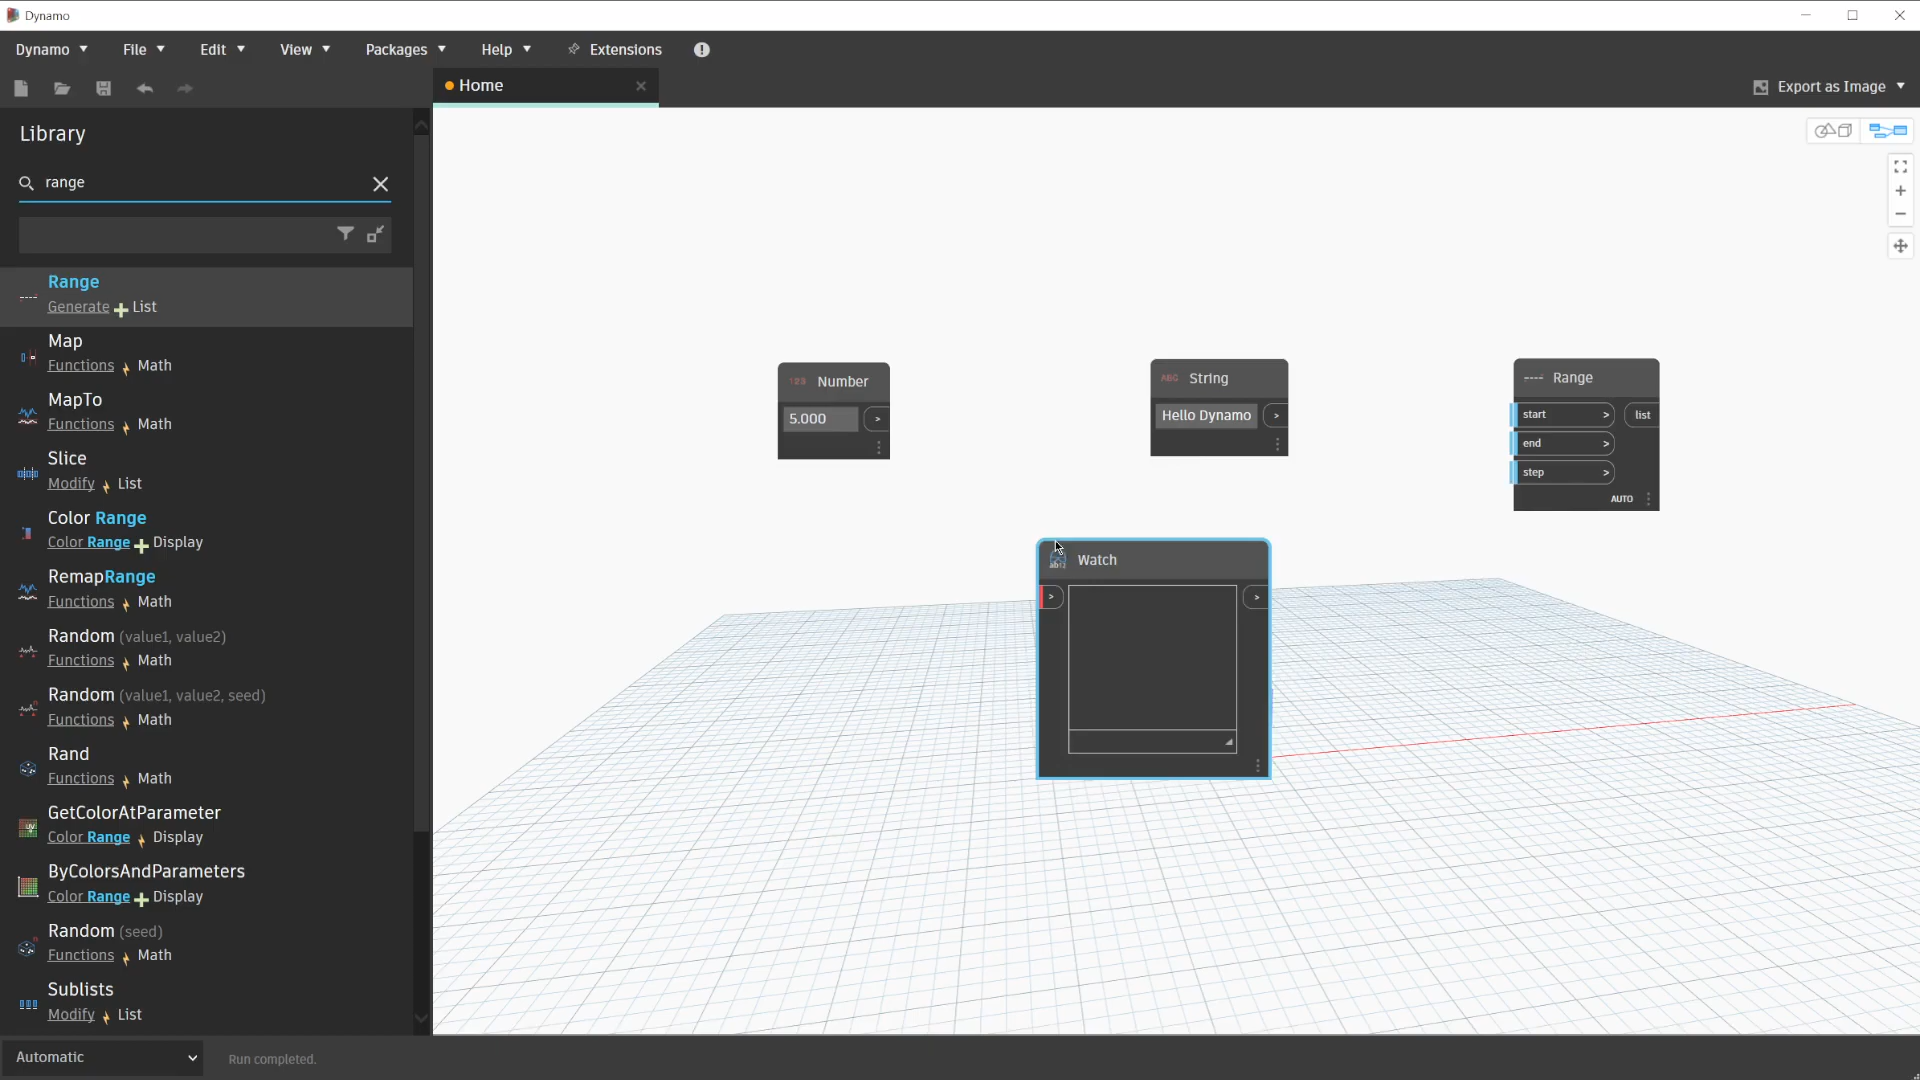 Dynamo
Dynamo File Edit View Packages Help Extensions
Home
Export as Image
Library
range
Range
Generate List
Map
Functions Math
MapTo
Functions Math
Slice
Modify List
Color Range
Color Range Display
RemapRange
Functions Math
Random (value1, value2)
Functions Math
Random (value1, value2, seed)
Functions Math
Rand
Functions Math
GetColorAtParameter
Color Range Display
ByColorsAndParameters
Color Range Display
Random (seed)
Functions Math
Sublists
Modify List
123 Number
5.000 >
ABC String
Hello Dynamo >
Range
start > list
end >
step >
AUTO
Watch
> >
Automatic
Run completed.